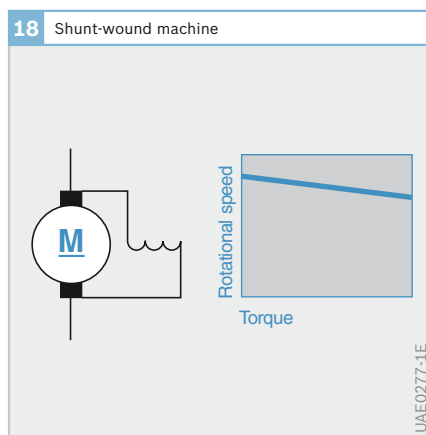 18 Shunt-wound machine
M
Rotational speed
Torque
UAE0277-1E